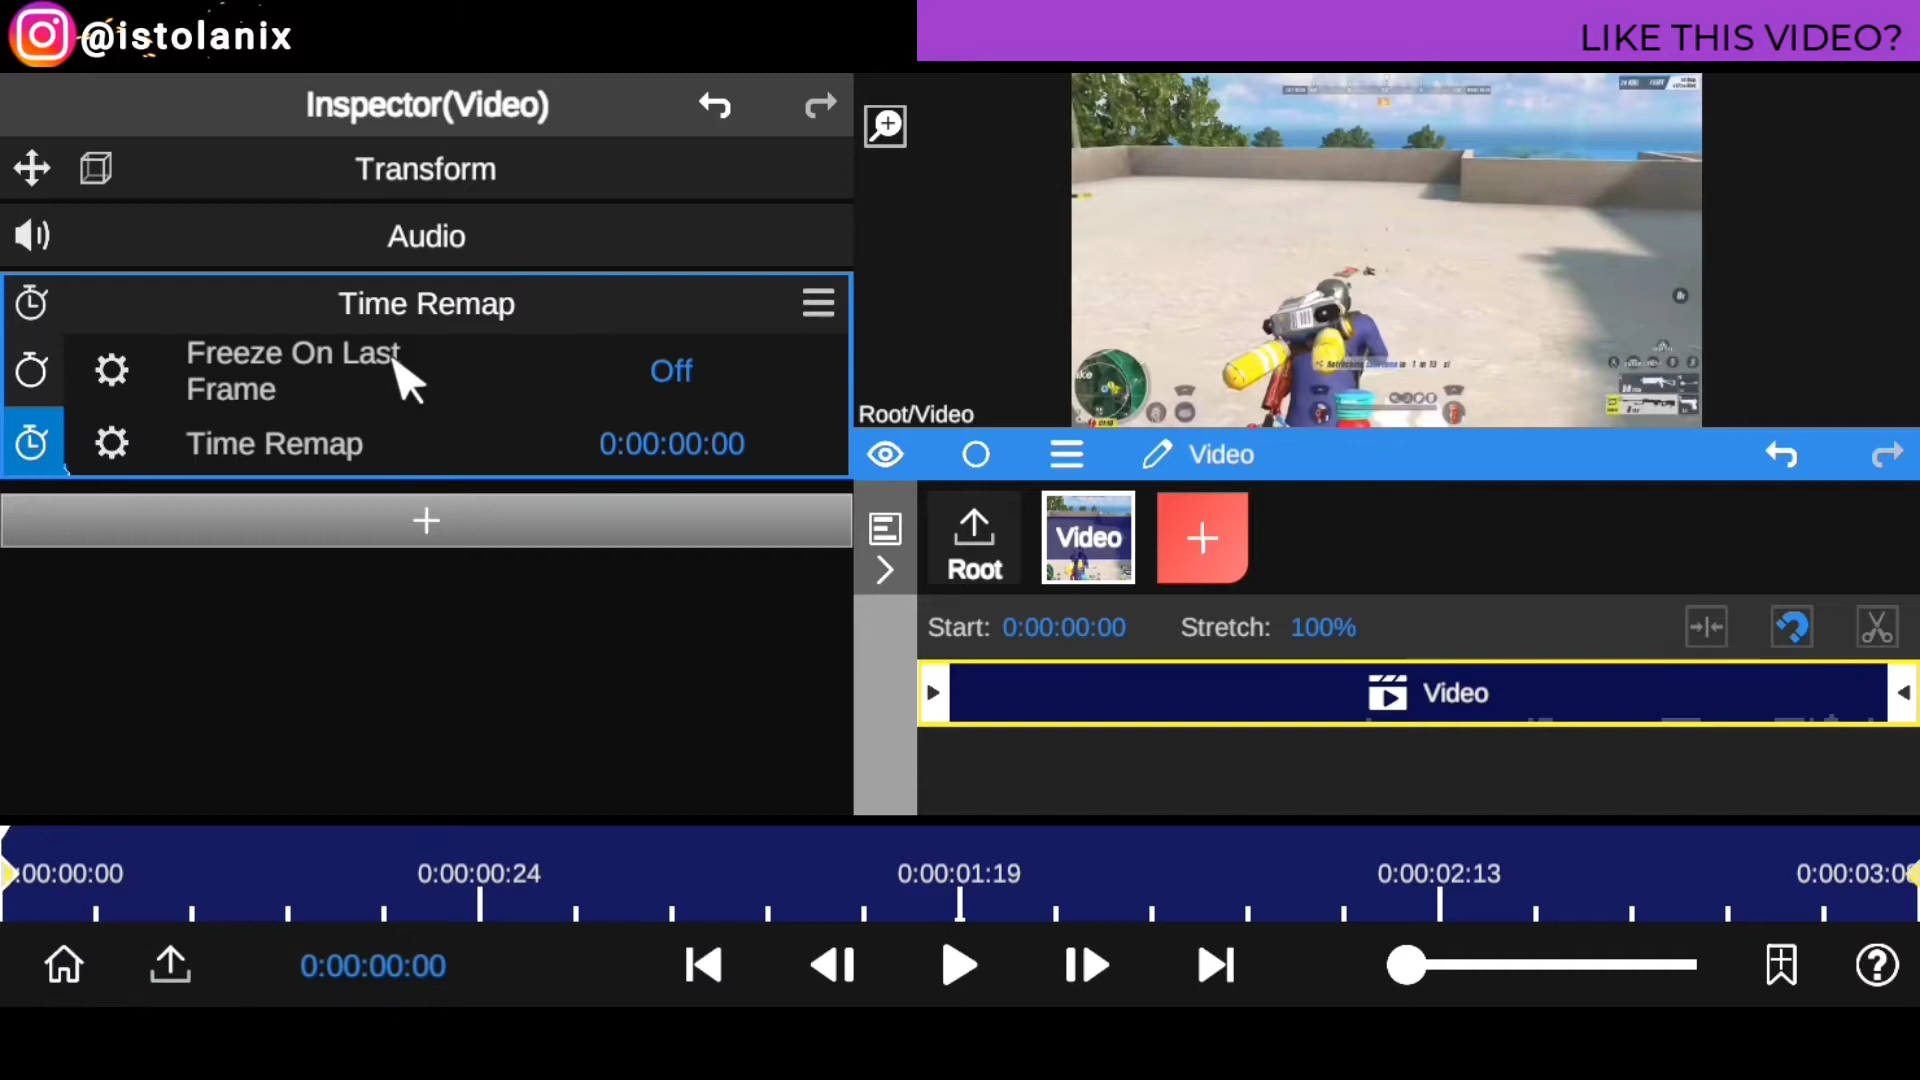 @istolanix
LIKE THIS VIDEO?
Inspector(Video)
Transform
Audio
Time Remap
Freeze On Last
Frame
Off
Time Remap
0:00:00:00
Root/Video
Video
Root
Video
Start: 0:00:00:00
Stretch: 100%
Video
:00:00:00
0:00:00:24
0:00:01:19
0:00:02:13
0:00:03:0
0:00:00:00